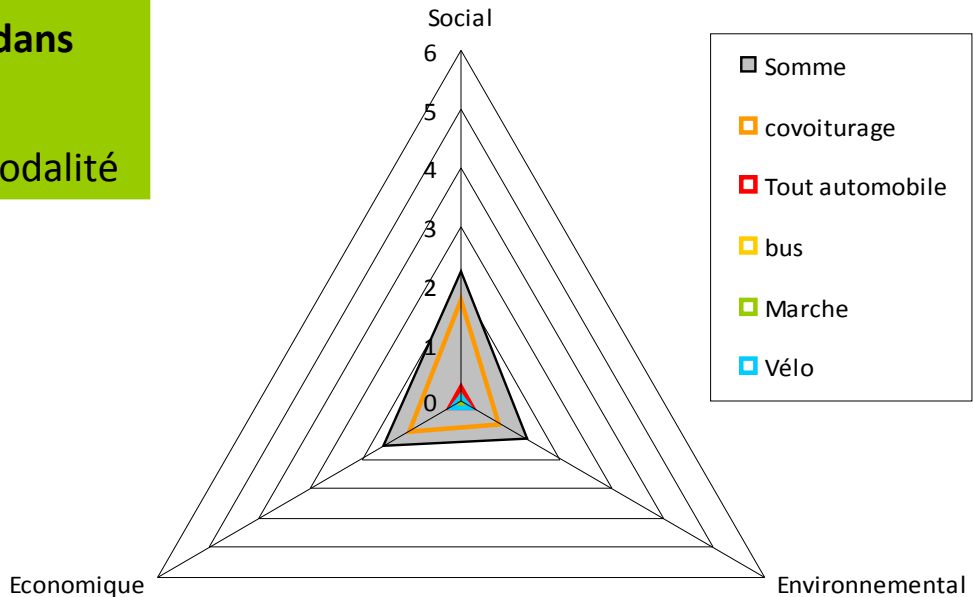 dans
odalité
Social
6
5
4
3
2
1
0
Economique
Environnemental
Somme
covoiturage
Tout automobile
bus
Marche
Vélo